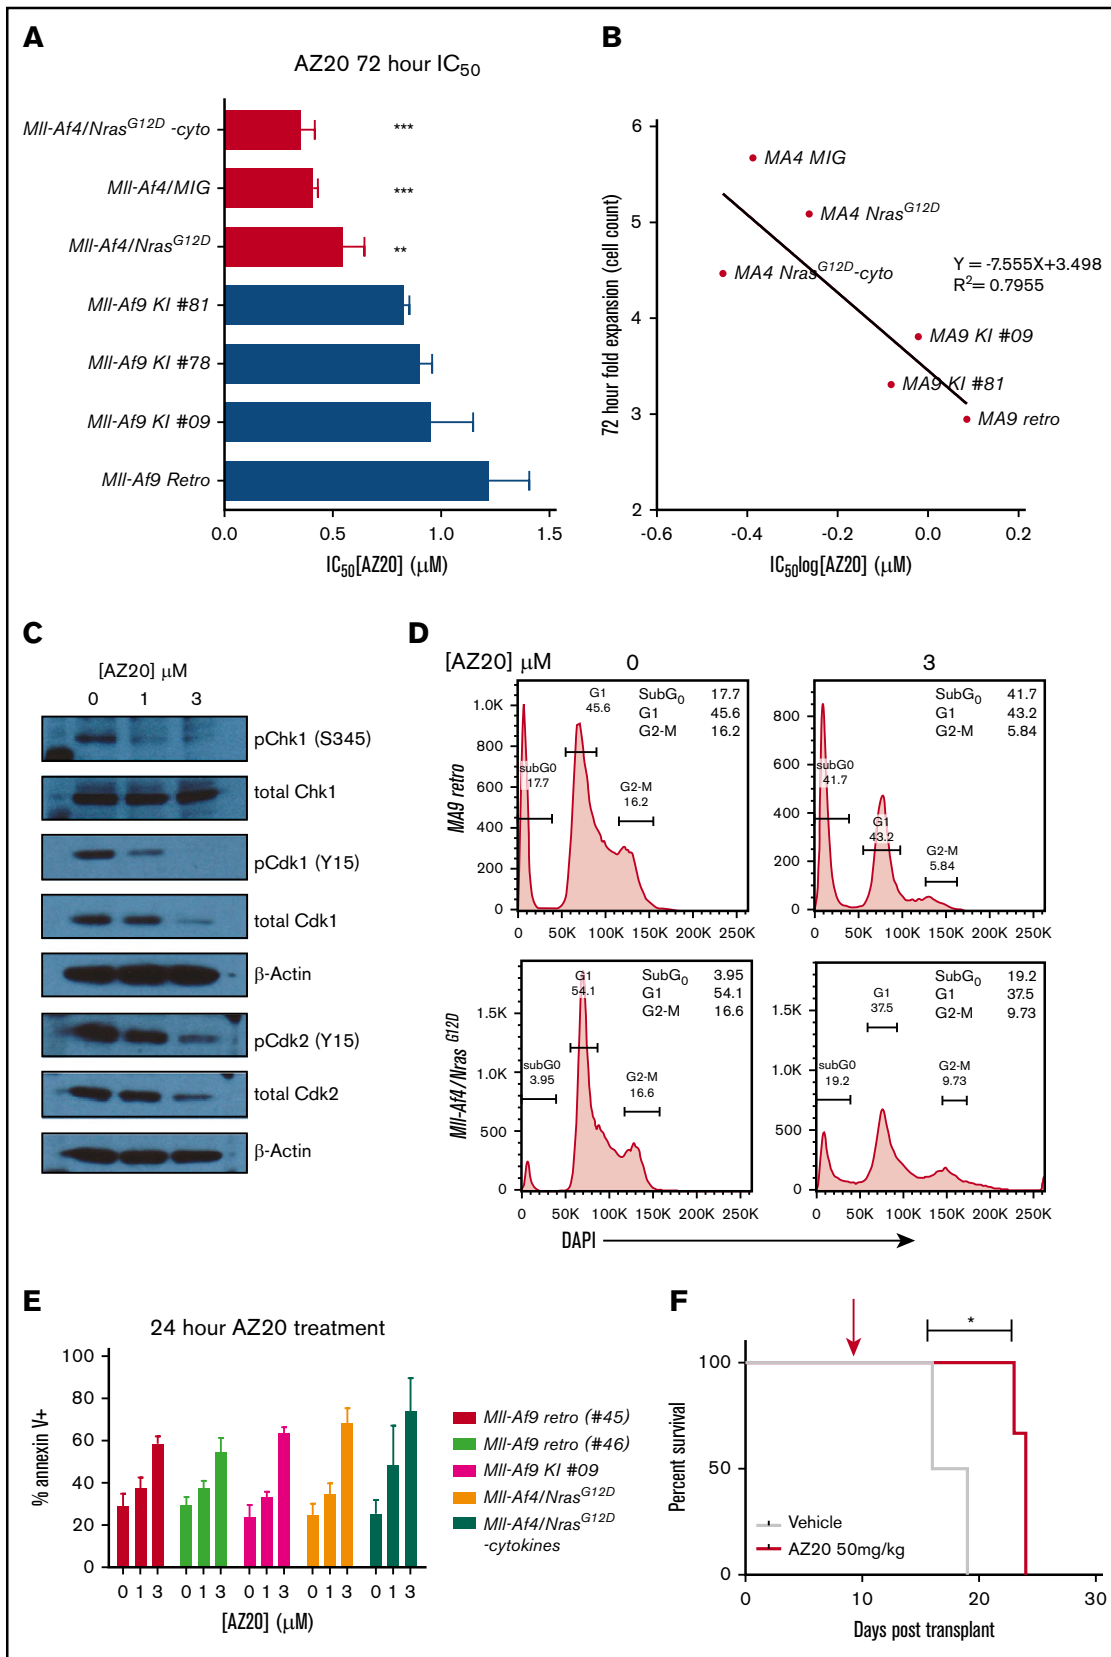 A
AZ20 72 hour IC50
Mll-Af4/Nras^G12D -cyto
***
Mll-Af4/MIG
***
Mll-Af4/Nras^G12D
**
Mll-Af9 KI #81
Mll-Af9 KI #78
Mll-Af9 KI #09
Mll-Af9 Retro
0.0 0.5 1.0 1.5
IC50[AZ20] (μM)
B
72 hour fold expansion (cell count)
6
5
4
3
2
MA4 MIG
MA4 Nras^G12D
MA4 Nras^G12D-cyto
Y = -7.555X+3.498
R²= 0.7955
MA9 KI #09
MA9 KI #81
MA9 retro
-0.6 -0.4 -0.2 0.0 0.2
IC50log[AZ20] (μM)
C
[AZ20] μM
0 1 3
pChk1 (S345)
total Chk1
pCdk1 (Y15)
total Cdk1
β-Actin
pCdk2 (Y15)
total Cdk2
β-Actin
D
[AZ20] μM 0 3
MA9 retro
1.0K
800
600
400
200
0
G1
45.6
SubG0 17.7
G1 45.6
G2-M 16.2
subG0
17.7
G2-M
16.2
0 50K 100K 150K 200K 250K
800
600
400
200
0
SubG0 41.7
G1 43.2
G2-M 5.84
subG0
41.7
G1
43.2
G2-M
5.84
0 50K 100K 150K 200K 250K
Mll-Af4/Nras^G12D
1.5K
1.0K
500
0
G1
54.1
SubG0 3.95
G1 54.1
G2-M 16.6
subG0
3.95
G2-M
16.6
0 50K 100K 150K 200K 250K
1.5K
1.0K
500
0
SubG0 19.2
G1 37.5
G2-M 9.73
G1
37.5
subG0
19.2
G2-M
9.73
0 50K 100K 150K 200K 250K
DAPI
E
24 hour AZ20 treatment
% annexin V+
100
80
60
40
20
0
0 1 3 0 1 3 0 1 3 0 1 3 0 1 3
[AZ20] (μM)
Mll-Af9 retro (#45)
Mll-Af9 retro (#46)
Mll-Af9 KI #09
Mll-Af4/Nras^G12D
Mll-Af4/Nras^G12D
-cytokines
F
*
Percent survival
100
50
0
Vehicle
AZ20 50mg/kg
0 10 20 30
Days post transplant